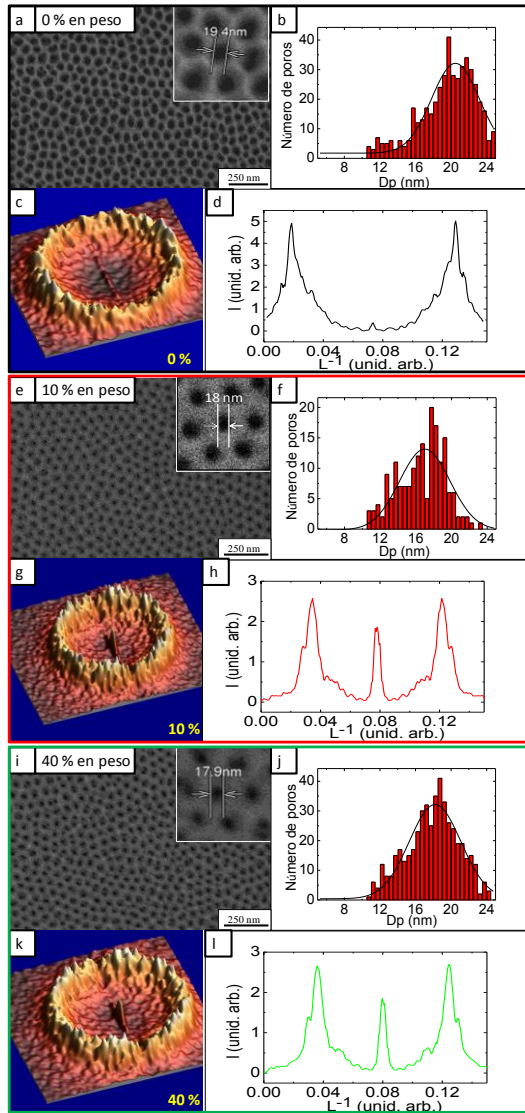 a
0 % en peso
19.4nm
250 nm
b
Número de poros
40
30
20
10
0
8
12
16
20
24
Dp (nm)
c
0 %
d
I (unid. arb.)
5
4
3
2
1
0
0.00
0.04
0.08
0.12
L-1 (unid. arb.)
e
10 % en peso
18 nm
250 nm
f
Número de poros
20
15
10
5
0
8
12
16
20
24
Dp (nm)
g
10 %
h
I (unid. arb.)
3
2
1
0
0.00
0.04
0.08
0.12
L-1 (unid. arb.)
i
40 % en peso
17.9nm
250 nm
j
Número de poros
40
30
20
10
0
8
12
16
20
24
Dp (nm)
k
40 %
l
I (unid. arb.)
3
2
1
0
0.00
0.04
0.08
0.12
L-1 (unid. arb.)